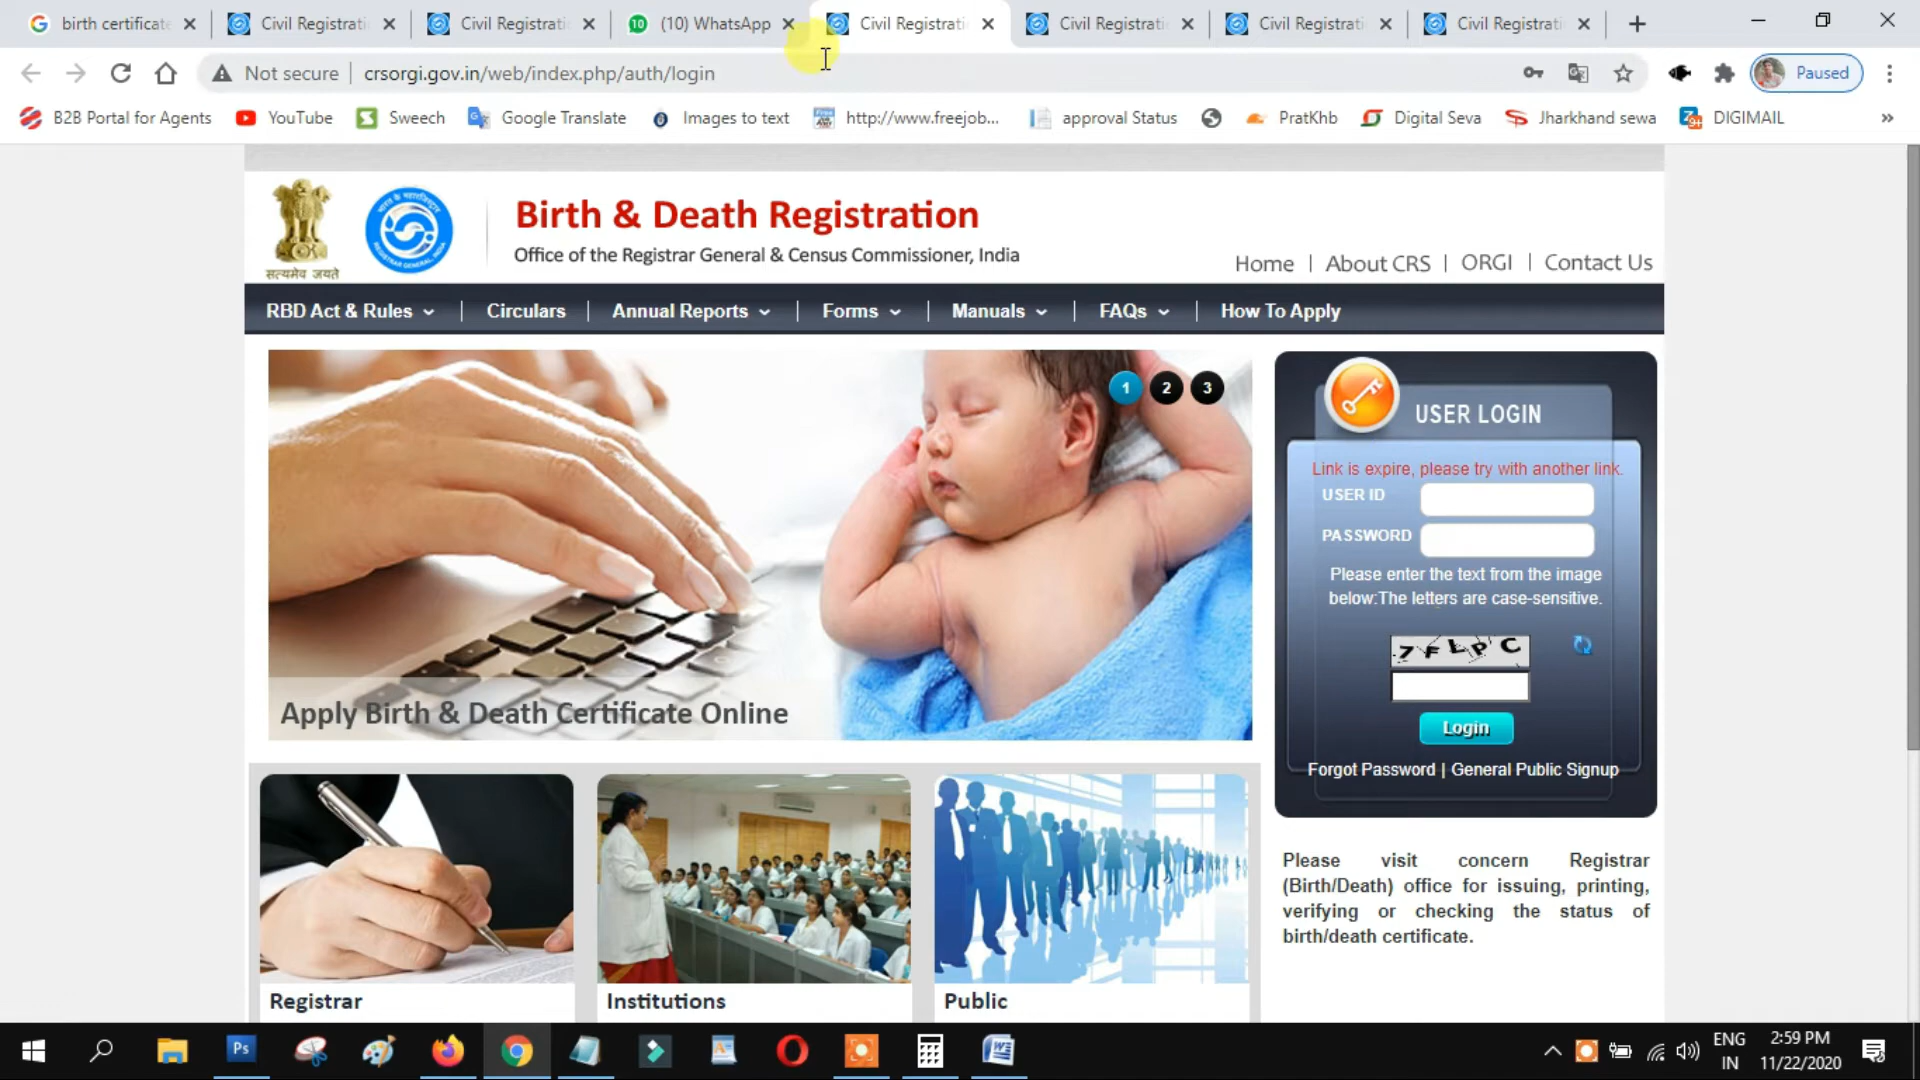 birth certificate
Civil Registrati
Civil Registrati
(10) WhatsApp
Civil Registrati
Civil Registrati
Civil Registrati
Civil Registrati
Not secure
crsorgi.gov.in/web/index.php/auth/login
Paused
B2B Portal for Agents
YouTube
Sweech
Google Translate
Images to text
http://www.freejob...
approval Status
PratKhb
Digital Seva
Jharkhand sewa
DIGIMAIL
»
Birth & Death Registration
Office of the Registrar General & Census Commissioner, India
सत्यमेव जयते
Home | About CRS | ORGI | Contact Us
RBD Act & Rules | Circulars | Annual Reports | Forms | Manuals | FAQs | How To Apply
1 2 3
Apply Birth & Death Certificate Online
USER LOGIN
Link is expire, please try with another link.
USER ID
PASSWORD
Please enter the text from the image
below:The letters are case-sensitive.
7FLPC
Login
Forgot Password | General Public Signup
Please visit concern Registrar
(Birth/Death) office for issuing, printing,
verifying or checking the status of
birth/death certificate.
Registrar
Institutions
Public
Ps
ENG
IN
2:59 PM
11/22/2020